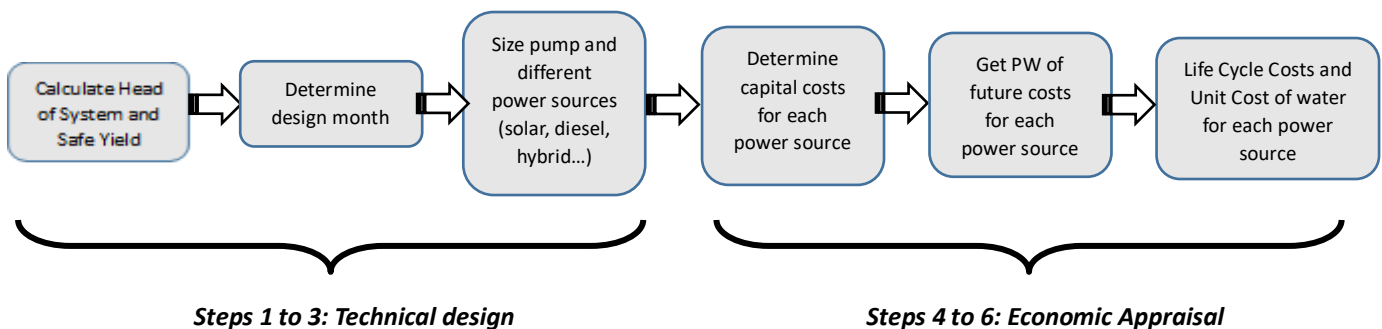 Calculate Head
of System and
Safe Yield
Determine
design month
Size pump and
different
power sources
(solar, diesel,
hybrid...)
Determine
capital costs
for each
power source
Get PW of
future costs
for each
power source
Life Cycle Costs and
Unit Cost of water
for each power
source
Steps 1 to 3: Technical design
Steps 4 to 6: Economic Appraisal